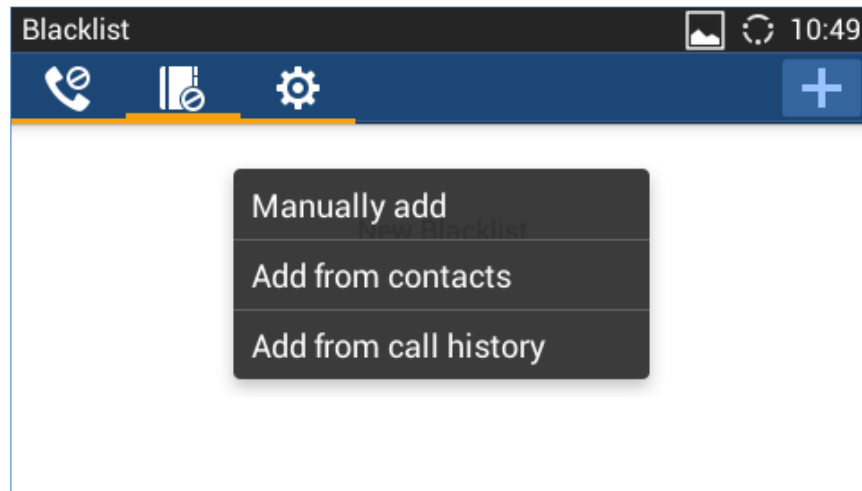 Blacklist 10:49
Manually add
New Blacklist
Add from contacts
Add from call history